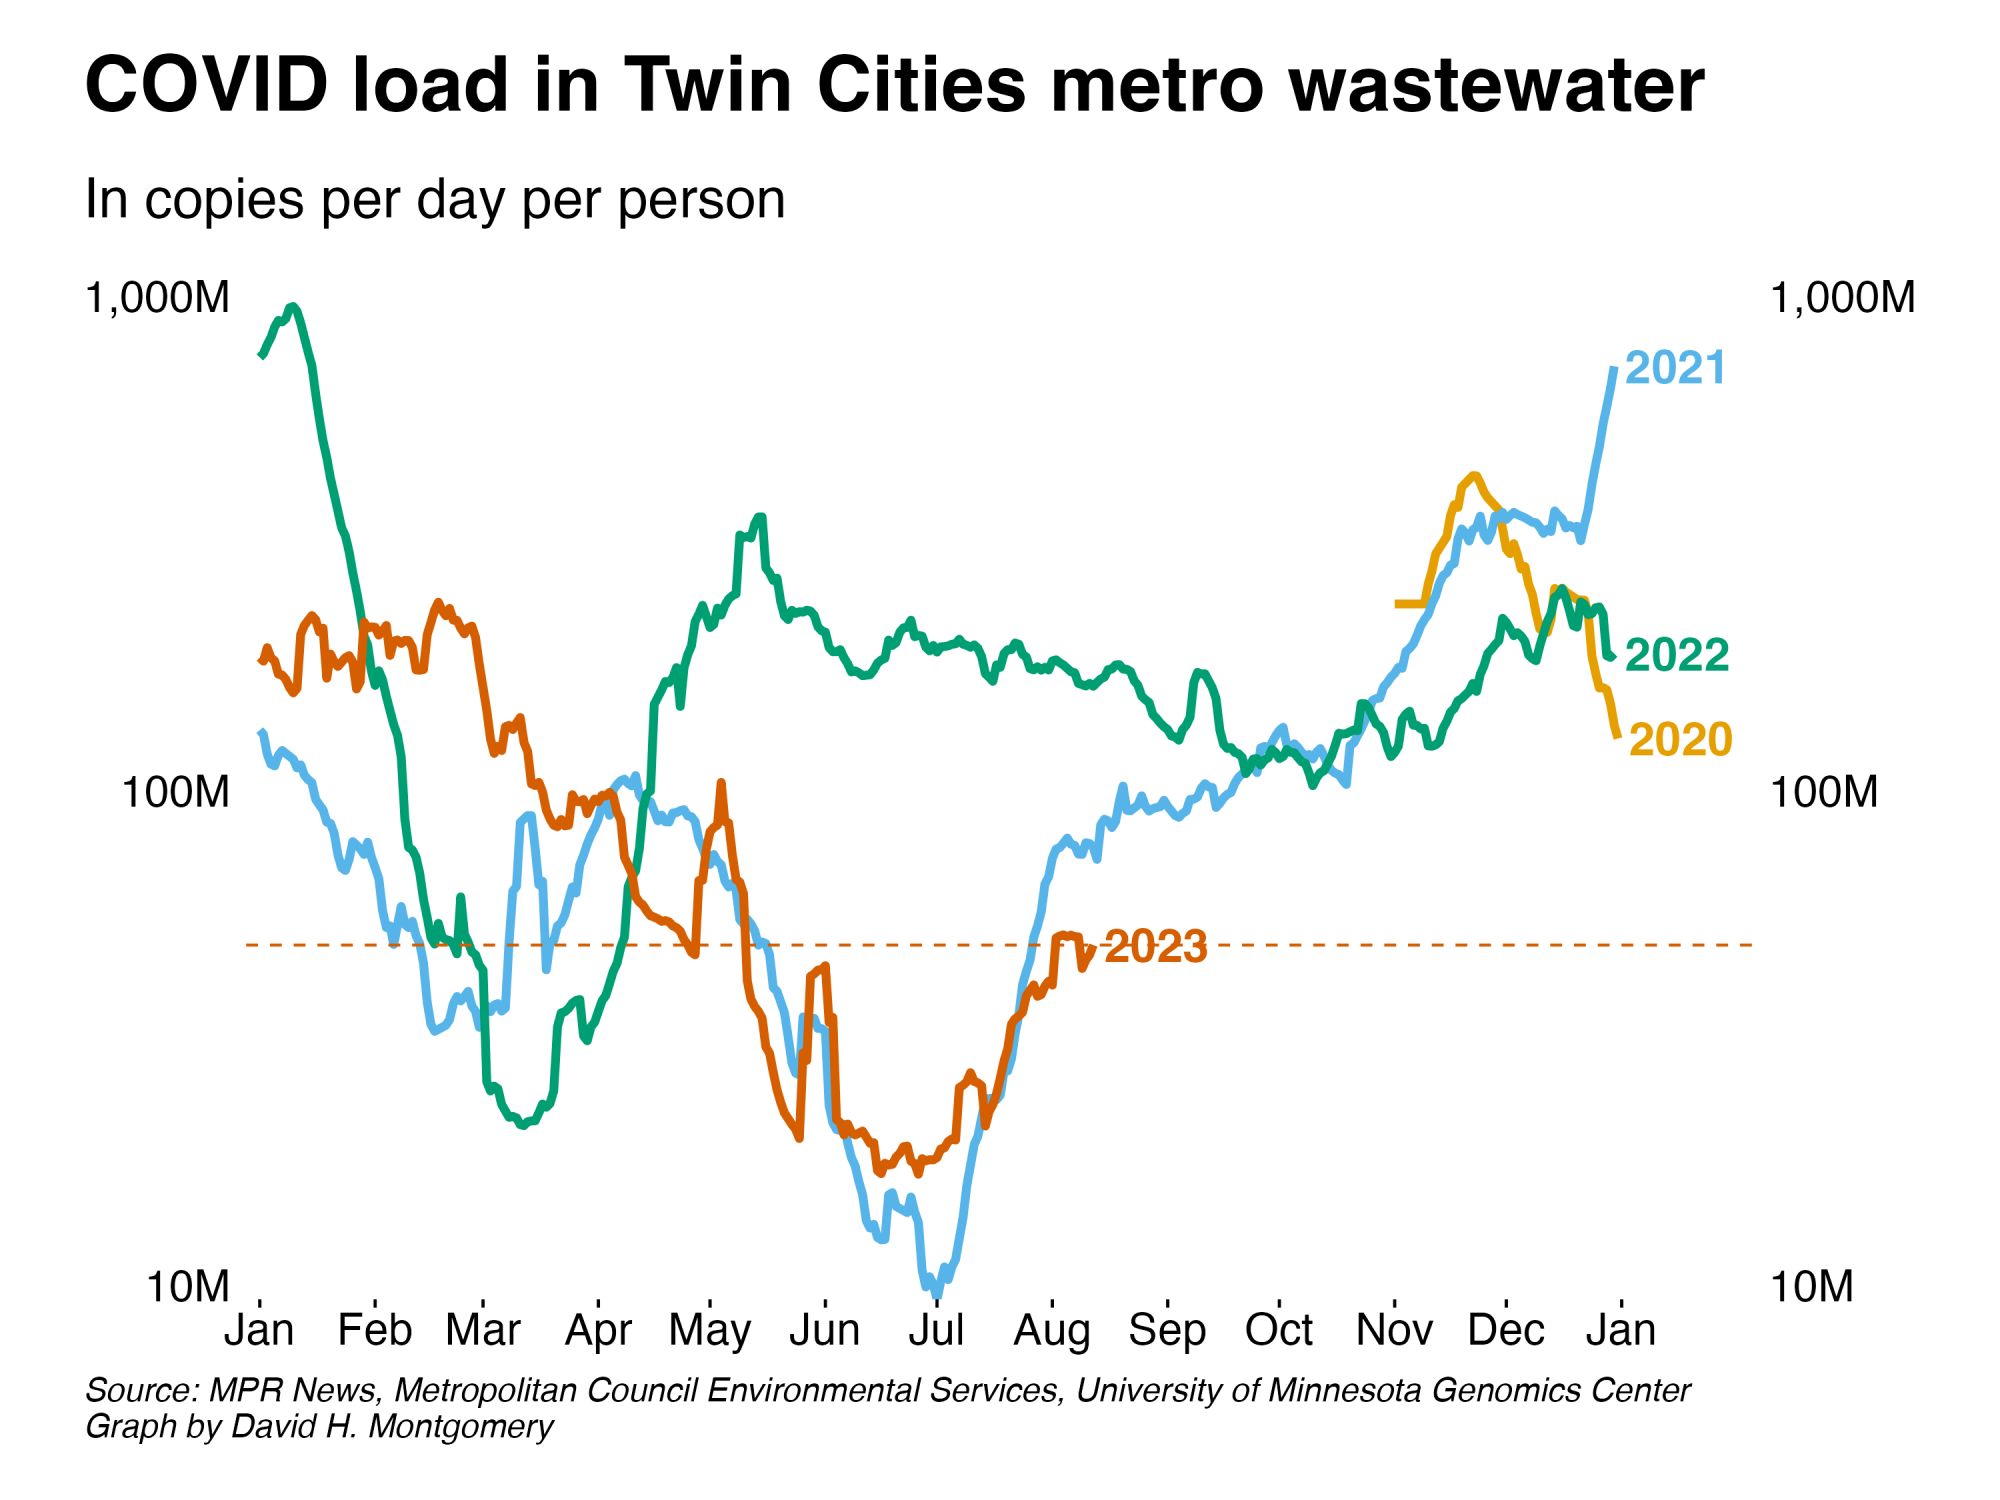 COVID load in Twin Cities metro wastewater
In copies per day per person
1,000M 1,000M
2021
2022
2020
100M 100M
2023
10M 10M
Jan Feb Mar Apr May Jun Jul Aug Sep Oct Nov Dec Jan
Source: MPR News, Metropolitan Council Environmental Services, University of Minnesota Genomics Center
Graph by David H. Montgomery